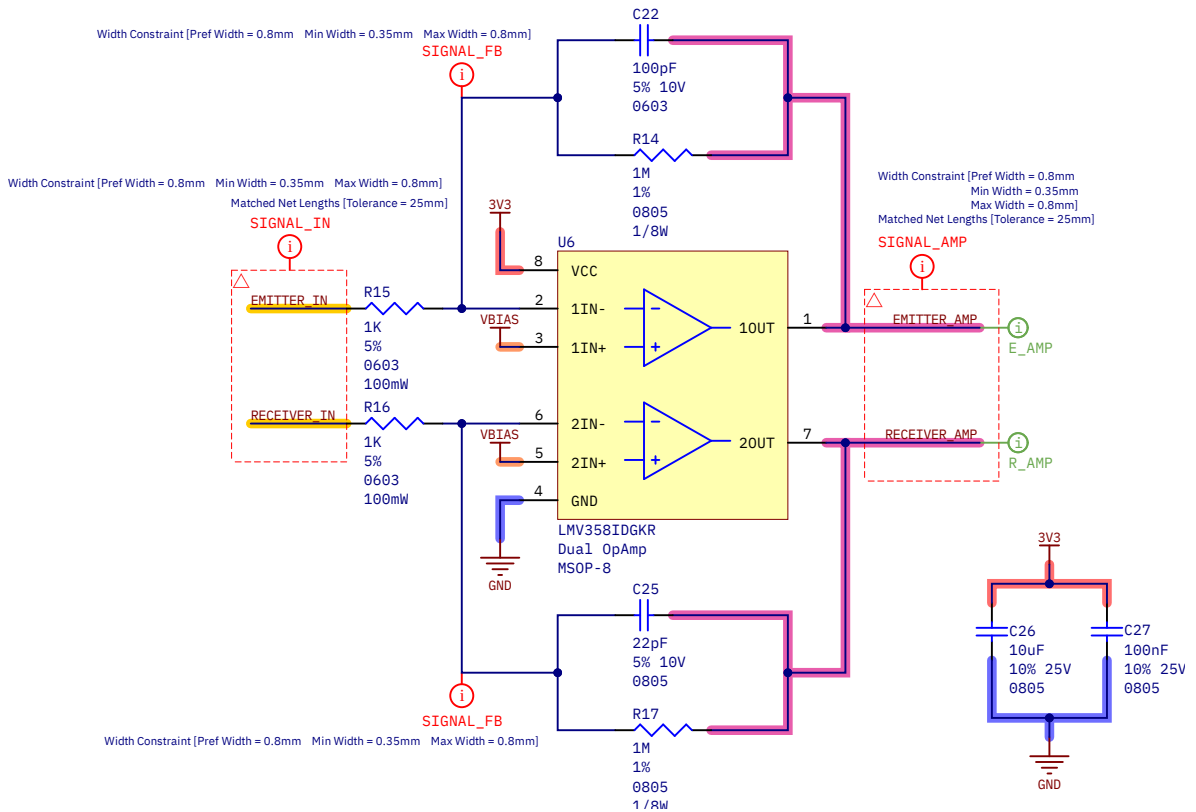 C22
100pF
5% 10V
0603
Width Constraint [Pref Width = 0.8mm Min Width = 0.35mm Max Width = 0.8mm]
SIGNAL_FB
i
R14
1M
1%
0805
1/8W
Width Constraint [Pref Width = 0.8mm Min Width = 0.35mm Max Width = 0.8mm]
Matched Net Lengths [Tolerance = 25mm]
SIGNAL_IN
i
Width Constraint [Pref Width = 0.8mm
Min Width = 0.35mm
Max Width = 0.8mm]
Matched Net Lengths [Tolerance = 25mm]
SIGNAL_AMP
i
3V3
U6
8 VCC
EMITTER_IN
R15
1K
5%
0603
100mW
2 1IN-
VBIAS
3 1IN+
1OUT 1
EMITTER_AMP
i
E_AMP
RECEIVER_IN
R16
1K
5%
0603
100mW
6 2IN-
VBIAS
5 2IN+
2OUT 7
RECEIVER_AMP
i
R_AMP
4 GND
GND
LMV358IDGKR
Dual OpAmp
MSOP-8
C25
22pF
5% 10V
0805
i
SIGNAL_FB
Width Constraint [Pref Width = 0.8mm Min Width = 0.35mm Max Width = 0.8mm]
R17
1M
1%
0805
1/8W
3V3
C26
10uF
10% 25V
0805
C27
100nF
10% 25V
0805
GND